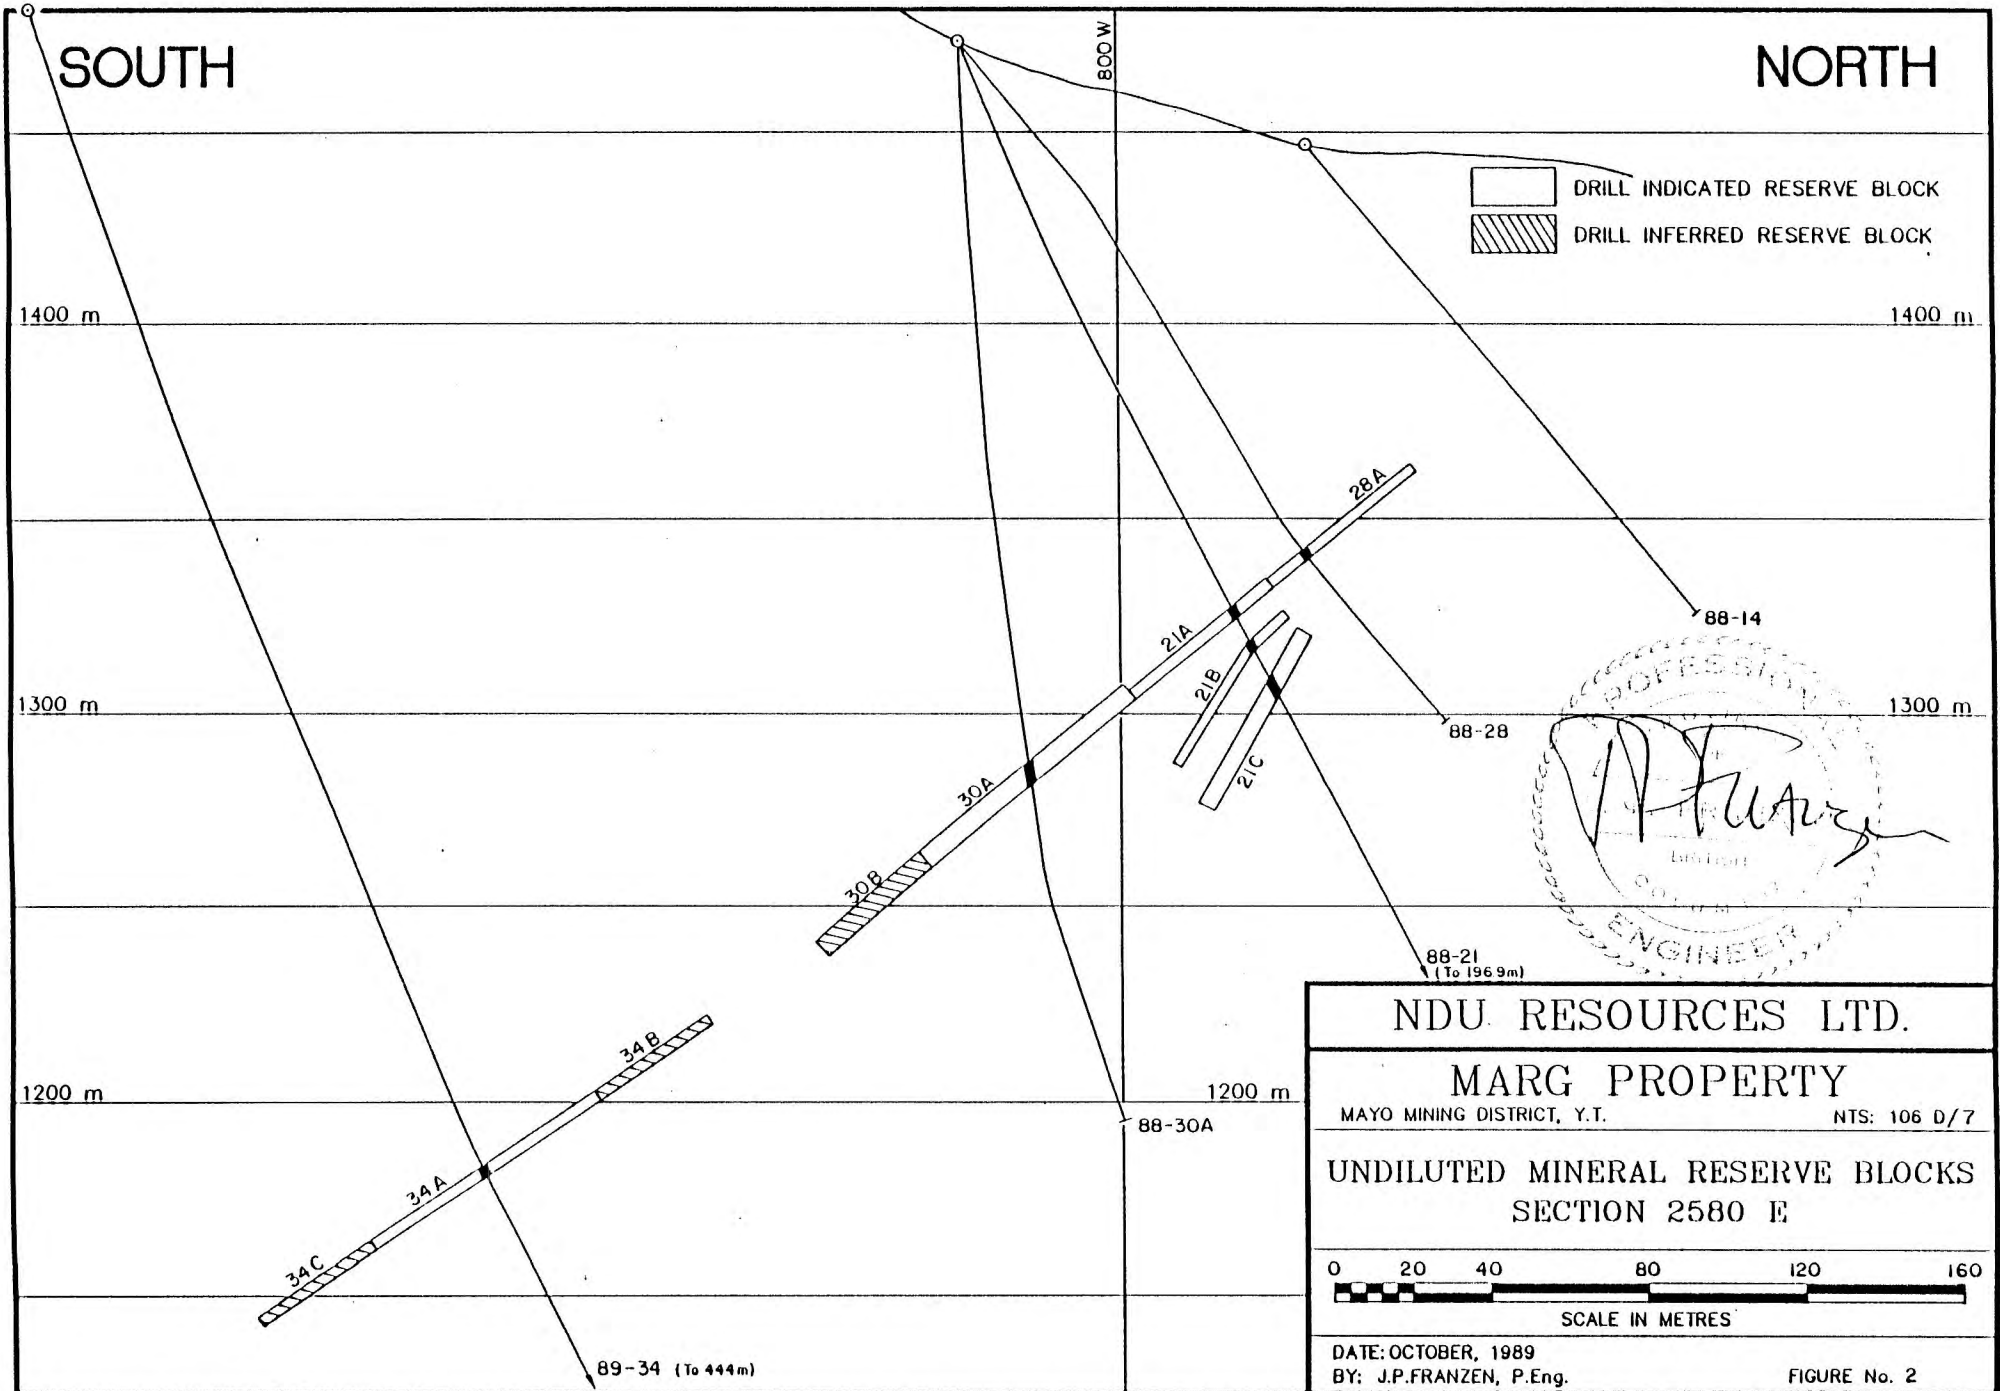 SOUTH
800 W
NORTH
DRILL INDICATED RESERVE BLOCK
DRILL INFERRED RESERVE BLOCK
1400 m
1400 m
28A
88-14
21A
21B
21C
1300 m
1300 m
88-28
30A
30B
PROFESSIONAL
BRITISH
ENGINEER
88-21
(To 196.9m)
34B
1200 m
1200 m
88-30A
34A
34C
89-34 (To 444m)
NDU RESOURCES LTD.
MARG PROPERTY
MAYO MINING DISTRICT, Y.T. NTS: 106 D/7
UNDILUTED MINERAL RESERVE BLOCKS
SECTION 2580 E
0 20 40 80 120 160
SCALE IN METRES
DATE: OCTOBER, 1989
BY: J.P.FRANZEN, P.Eng. FIGURE No. 2